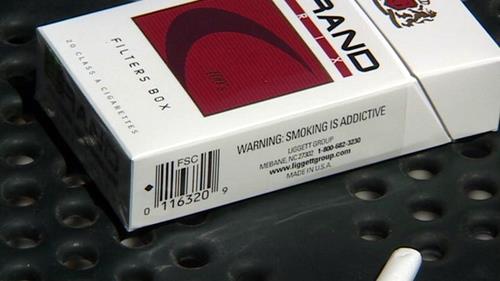 RAND
RIX
FILTERS BOX
20 CLASS A CIGARETTES
FSC
0 116320 9
WARNING: SMOKING IS ADDICTIVE
LIGGETT GROUP
MEBANE, NC 27302 1-800-682-3230
www.liggettgroup.com
MADE IN U.S.A.